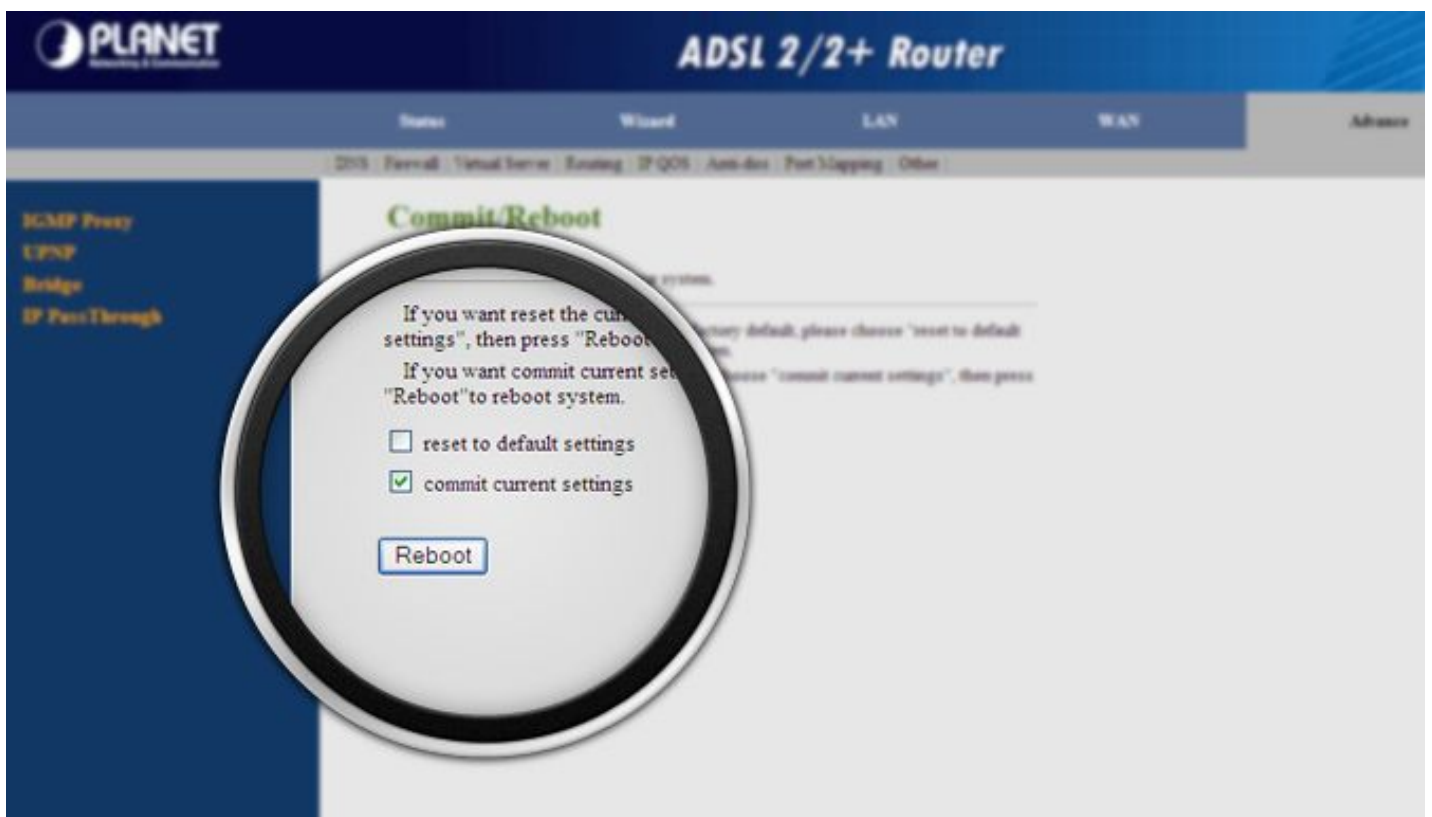 PLANET
Networking & Communication
ADSL 2/2+ Router
Status Wizard LAN WAN Advance
DNS | Firewall | Virtual Server | Routing | IP QOS | Anti-dos | Port Mapping | Other |
IGMP Proxy
UPNP
Bridge
IP PassThrough
Commit/Reboot
system.
If you want reset the factory default, please choose "reset to default
settings", then press "Reboot
If you want commit current choose "commit current settings", then press
"Reboot"to reboot system.
reset to default settings
commit current settings
Reboot